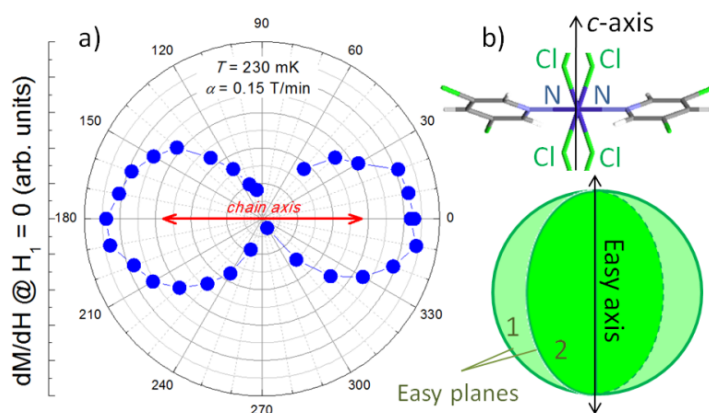 a)
dM/dH @ H₁ = 0 (arb. units)
90
120
60
T = 230 mK
α = 0.15 T/min
150
30
chain axis
180
0
210
330
240
300
270
b)
c-axis
Cl
Cl
N
N
Cl
Cl
Easy axis
1
2
Easy planes